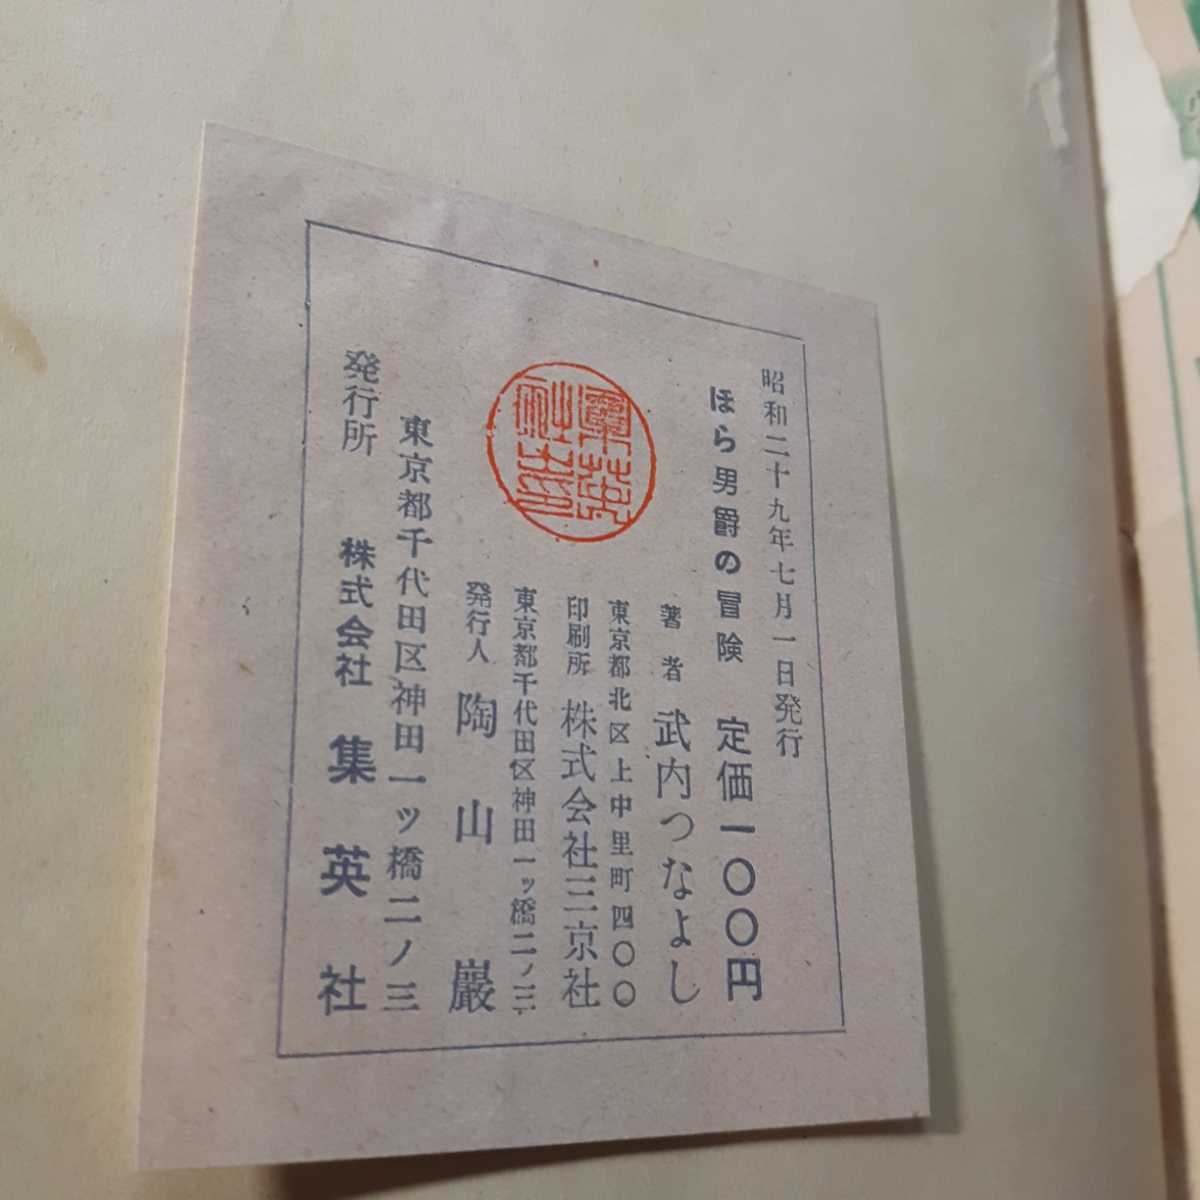 昭和二十九年七月一日発行
ほら男爵の冒険 定価一〇〇円
著者 武内つなよし
東京都北区上中里町四〇〇
印刷所 株式会社三京社
東京都千代田区神田一ッ橋二ノ三
発行人 陶山巖
東京都千代田区神田一ッ橋二ノ三
発行所 株式会社 集英社
集英社印